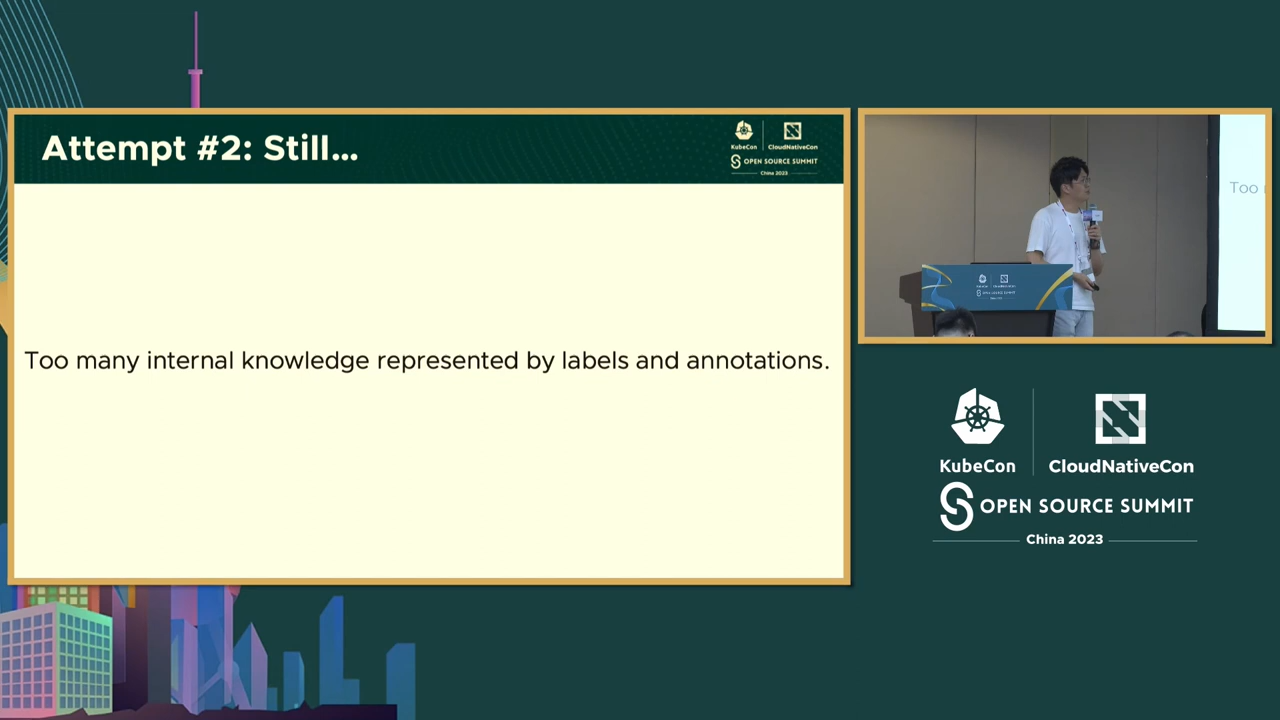 Attempt #2: Still...
KubeCon
CloudNativeCon
OPEN SOURCE SUMMIT
China 2023
Too many internal knowledge represented by labels and annotations.
Too
KubeCon
CloudNativeCon
OPEN SOURCE SUMMIT
China 2023